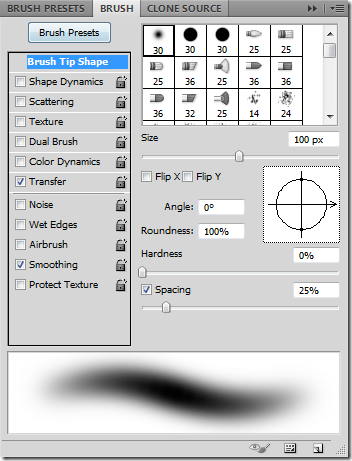 BRUSH PRESETS BRUSH CLONE SOURCE
Brush Presets
Brush Tip Shape
Shape Dynamics
Scattering
Texture
Dual Brush
Color Dynamics
Transfer
Noise
Wet Edges
Airbrush
Smoothing
Protect Texture
30 30 30 25 25
25 25 25 36 36
36 32 25 14 24
Size 100 px
Flip X Flip Y
Angle: 0°
Roundness: 100%
Hardness 0%
Spacing 25%